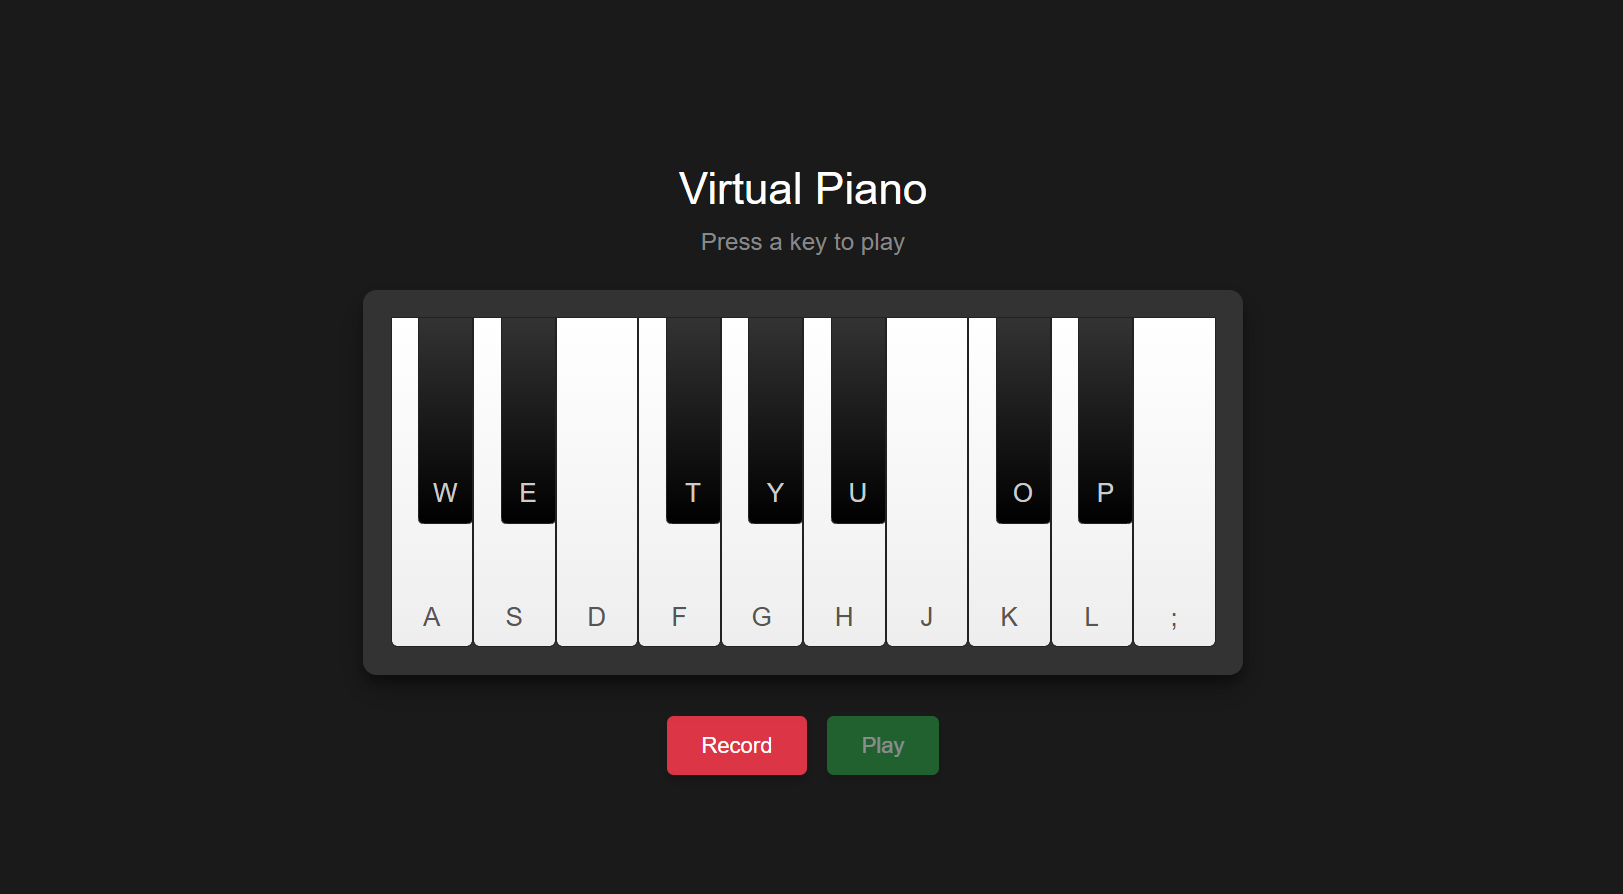 Virtual Piano
Press a key to play
W E T Y U O P
A S D F G H J K L ;
Record Play